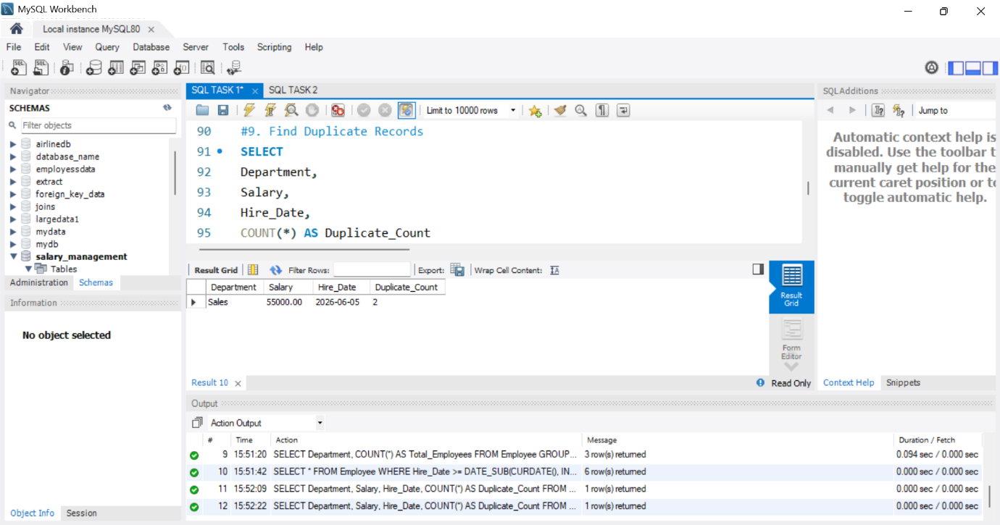 MySQL Workbench
Local instance MySQL80
File Edit View Query Database Server Tools Scripting Help
Navigator
SCHEMAS
Filter objects
airlinedb
database_name
employessdata
extract
foreign_key_data
joins
largedata1
mydata
mydb
salary_management
Tables
Administration Schemas
Information
No object selected
Object Info Session
SQL TASK 1* SQL TASK 2
Limit to 10000 rows
90 #9. Find Duplicate Records
91 SELECT
92 Department,
93 Salary,
94 Hire_Date,
95 COUNT(*) AS Duplicate_Count
Result Grid Filter Rows: Export: Wrap Cell Content:
Department Salary Hire_Date Duplicate_Count
Sales 55000.00 2026-06-05 2
Result Grid
Form Editor
Result 10 Read Only
Output
Action Output
# Time Action Message Duration / Fetch
9 15:51:20 SELECT Department, COUNT(*) AS Total_Employees FROM Employee GROUP... 3 row(s) returned 0.094 sec / 0.000 sec
10 15:51:42 SELECT * FROM Employee WHERE Hire_Date >= DATE_SUB(CURDATE(), IN... 6 row(s) returned 0.000 sec / 0.000 sec
11 15:52:09 SELECT Department, Salary, Hire_Date, COUNT(*) AS Duplicate_Count FROM ... 1 row(s) returned 0.000 sec / 0.000 sec
12 15:52:22 SELECT Department, Salary, Hire_Date, COUNT(*) AS Duplicate_Count FROM ... 1 row(s) returned 0.000 sec / 0.000 sec
SQLAdditions
Jump to
Automatic context help is
disabled. Use the toolbar t
manually get help for the
current caret position or to
toggle automatic help.
Context Help Snippets